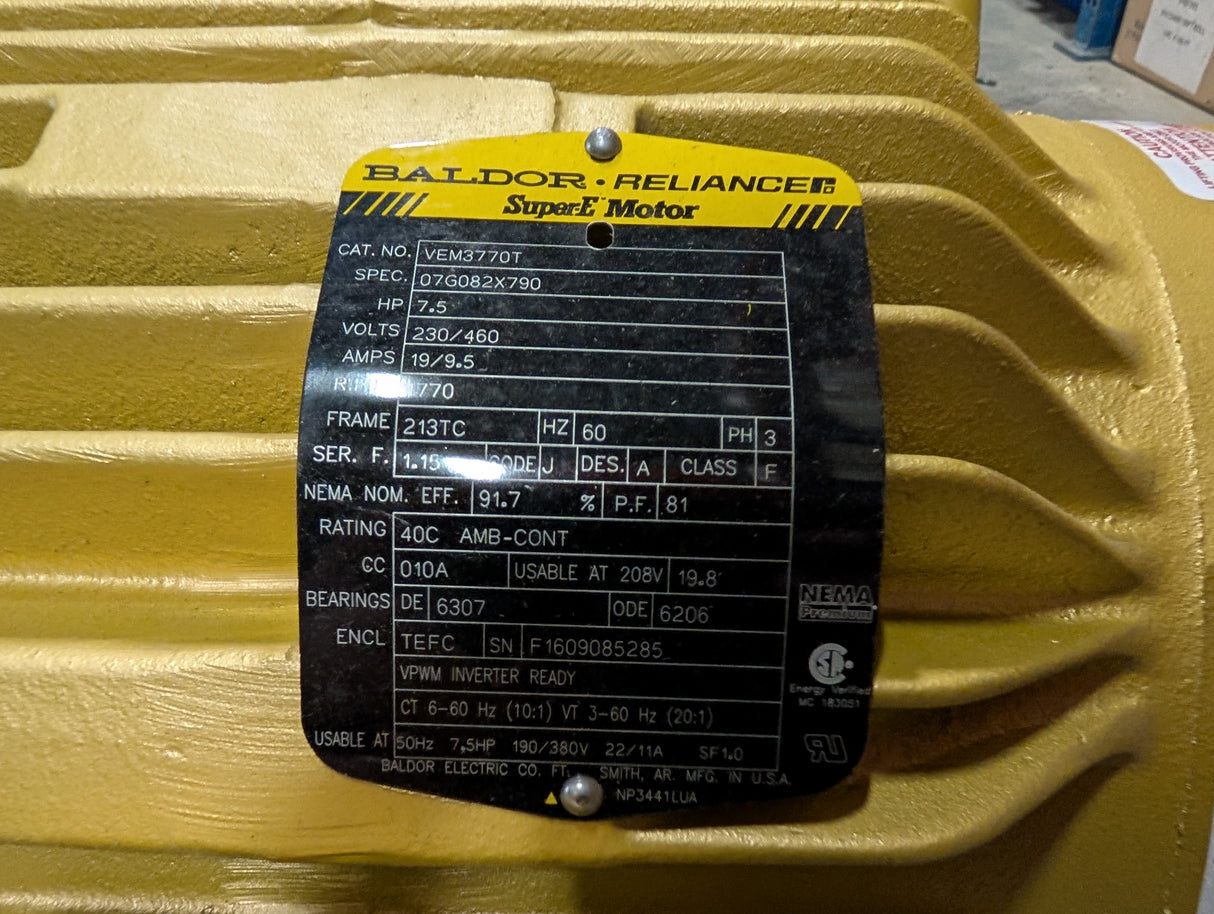 BALDOR · RELIANCE
Super-E Motor
CAT. NO. VEM3770T
SPEC. 07G082X790
HP 7.5
VOLTS 230/460
AMPS 19/9.5
770
FRAME 213TC HZ 60 PH 3
SER. F. 1.15 CODE J DES. A CLASS F
NEMA NOM. EFF. 91.7 % P.F. 81
RATING 40C AMB-CONT
CC 010A USABLE AT 208V 19.8
BEARINGS DE 6307 ODE 6206
ENCL TEFC SN F1609085285
VPWM INVERTER READY
CT 6-60 Hz (10:1) VT 3-60 Hz (20:1)
USABLE AT 50Hz 7.5HP 190/380V 22/11A SF1.0
BALDOR ELECTRIC CO. FT. SMITH, AR. MFG. IN U.S.A.
NP3441LUA
NEMA
Premium
Energy Verified
MC 183051